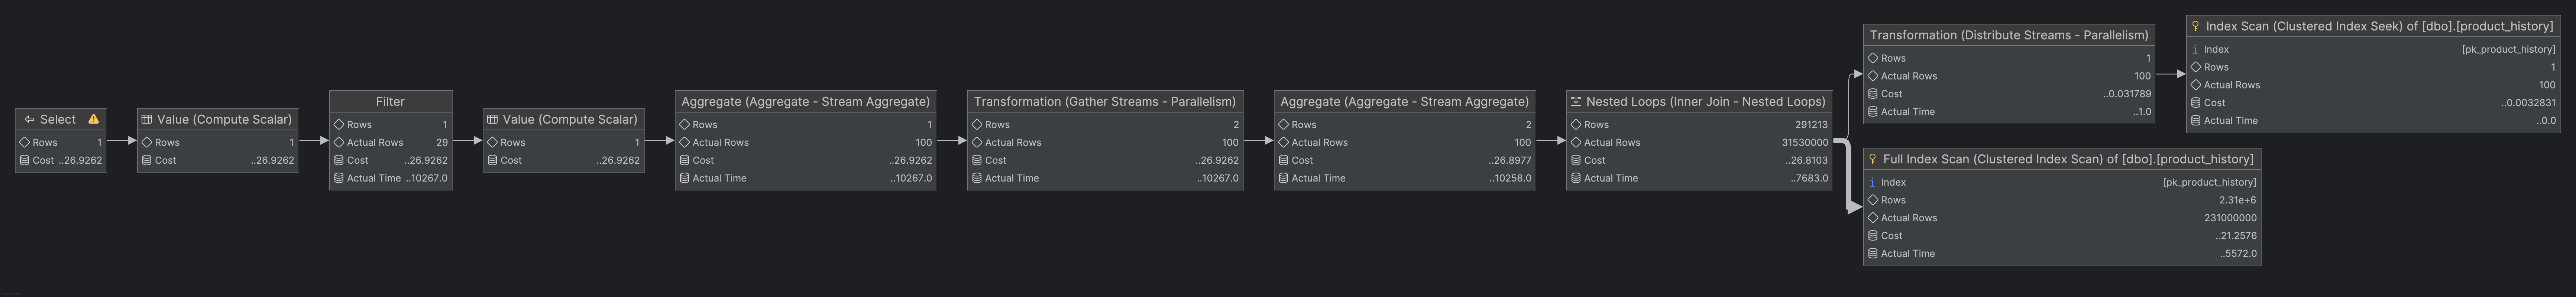 Select
Rows 1
Cost ..26.9262
Value (Compute Scalar)
Rows 1
Cost ..26.9262
Filter
Rows 1
Actual Rows 29
Cost ..26.9262
Actual Time ..10267.0
Value (Compute Scalar)
Rows 1
Cost ..26.9262
Aggregate (Aggregate - Stream Aggregate)
Rows 1
Actual Rows 100
Cost ..26.9262
Actual Time ..10267.0
Transformation (Gather Streams - Parallelism)
Rows 2
Actual Rows 100
Cost ..26.9262
Actual Time ..10267.0
Aggregate (Aggregate - Stream Aggregate)
Rows 2
Actual Rows 100
Cost ..26.8977
Actual Time ..10258.0
Nested Loops (Inner Join - Nested Loops)
Rows 291213
Actual Rows 31530000
Cost ..26.8103
Actual Time ..7683.0
Transformation (Distribute Streams - Parallelism)
Rows 1
Actual Rows 100
Cost ..0.031789
Actual Time ..1.0
Index Scan (Clustered Index Seek) of [dbo].[product_history]
Index [pk_product_history]
Rows 1
Actual Rows 100
Cost ..0.0032831
Actual Time ..0.0
Full Index Scan (Clustered Index Scan) of [dbo].[product_history]
Index [pk_product_history]
Rows 2.31e+6
Actual Rows 231000000
Cost ..21.2576
Actual Time ..5572.0